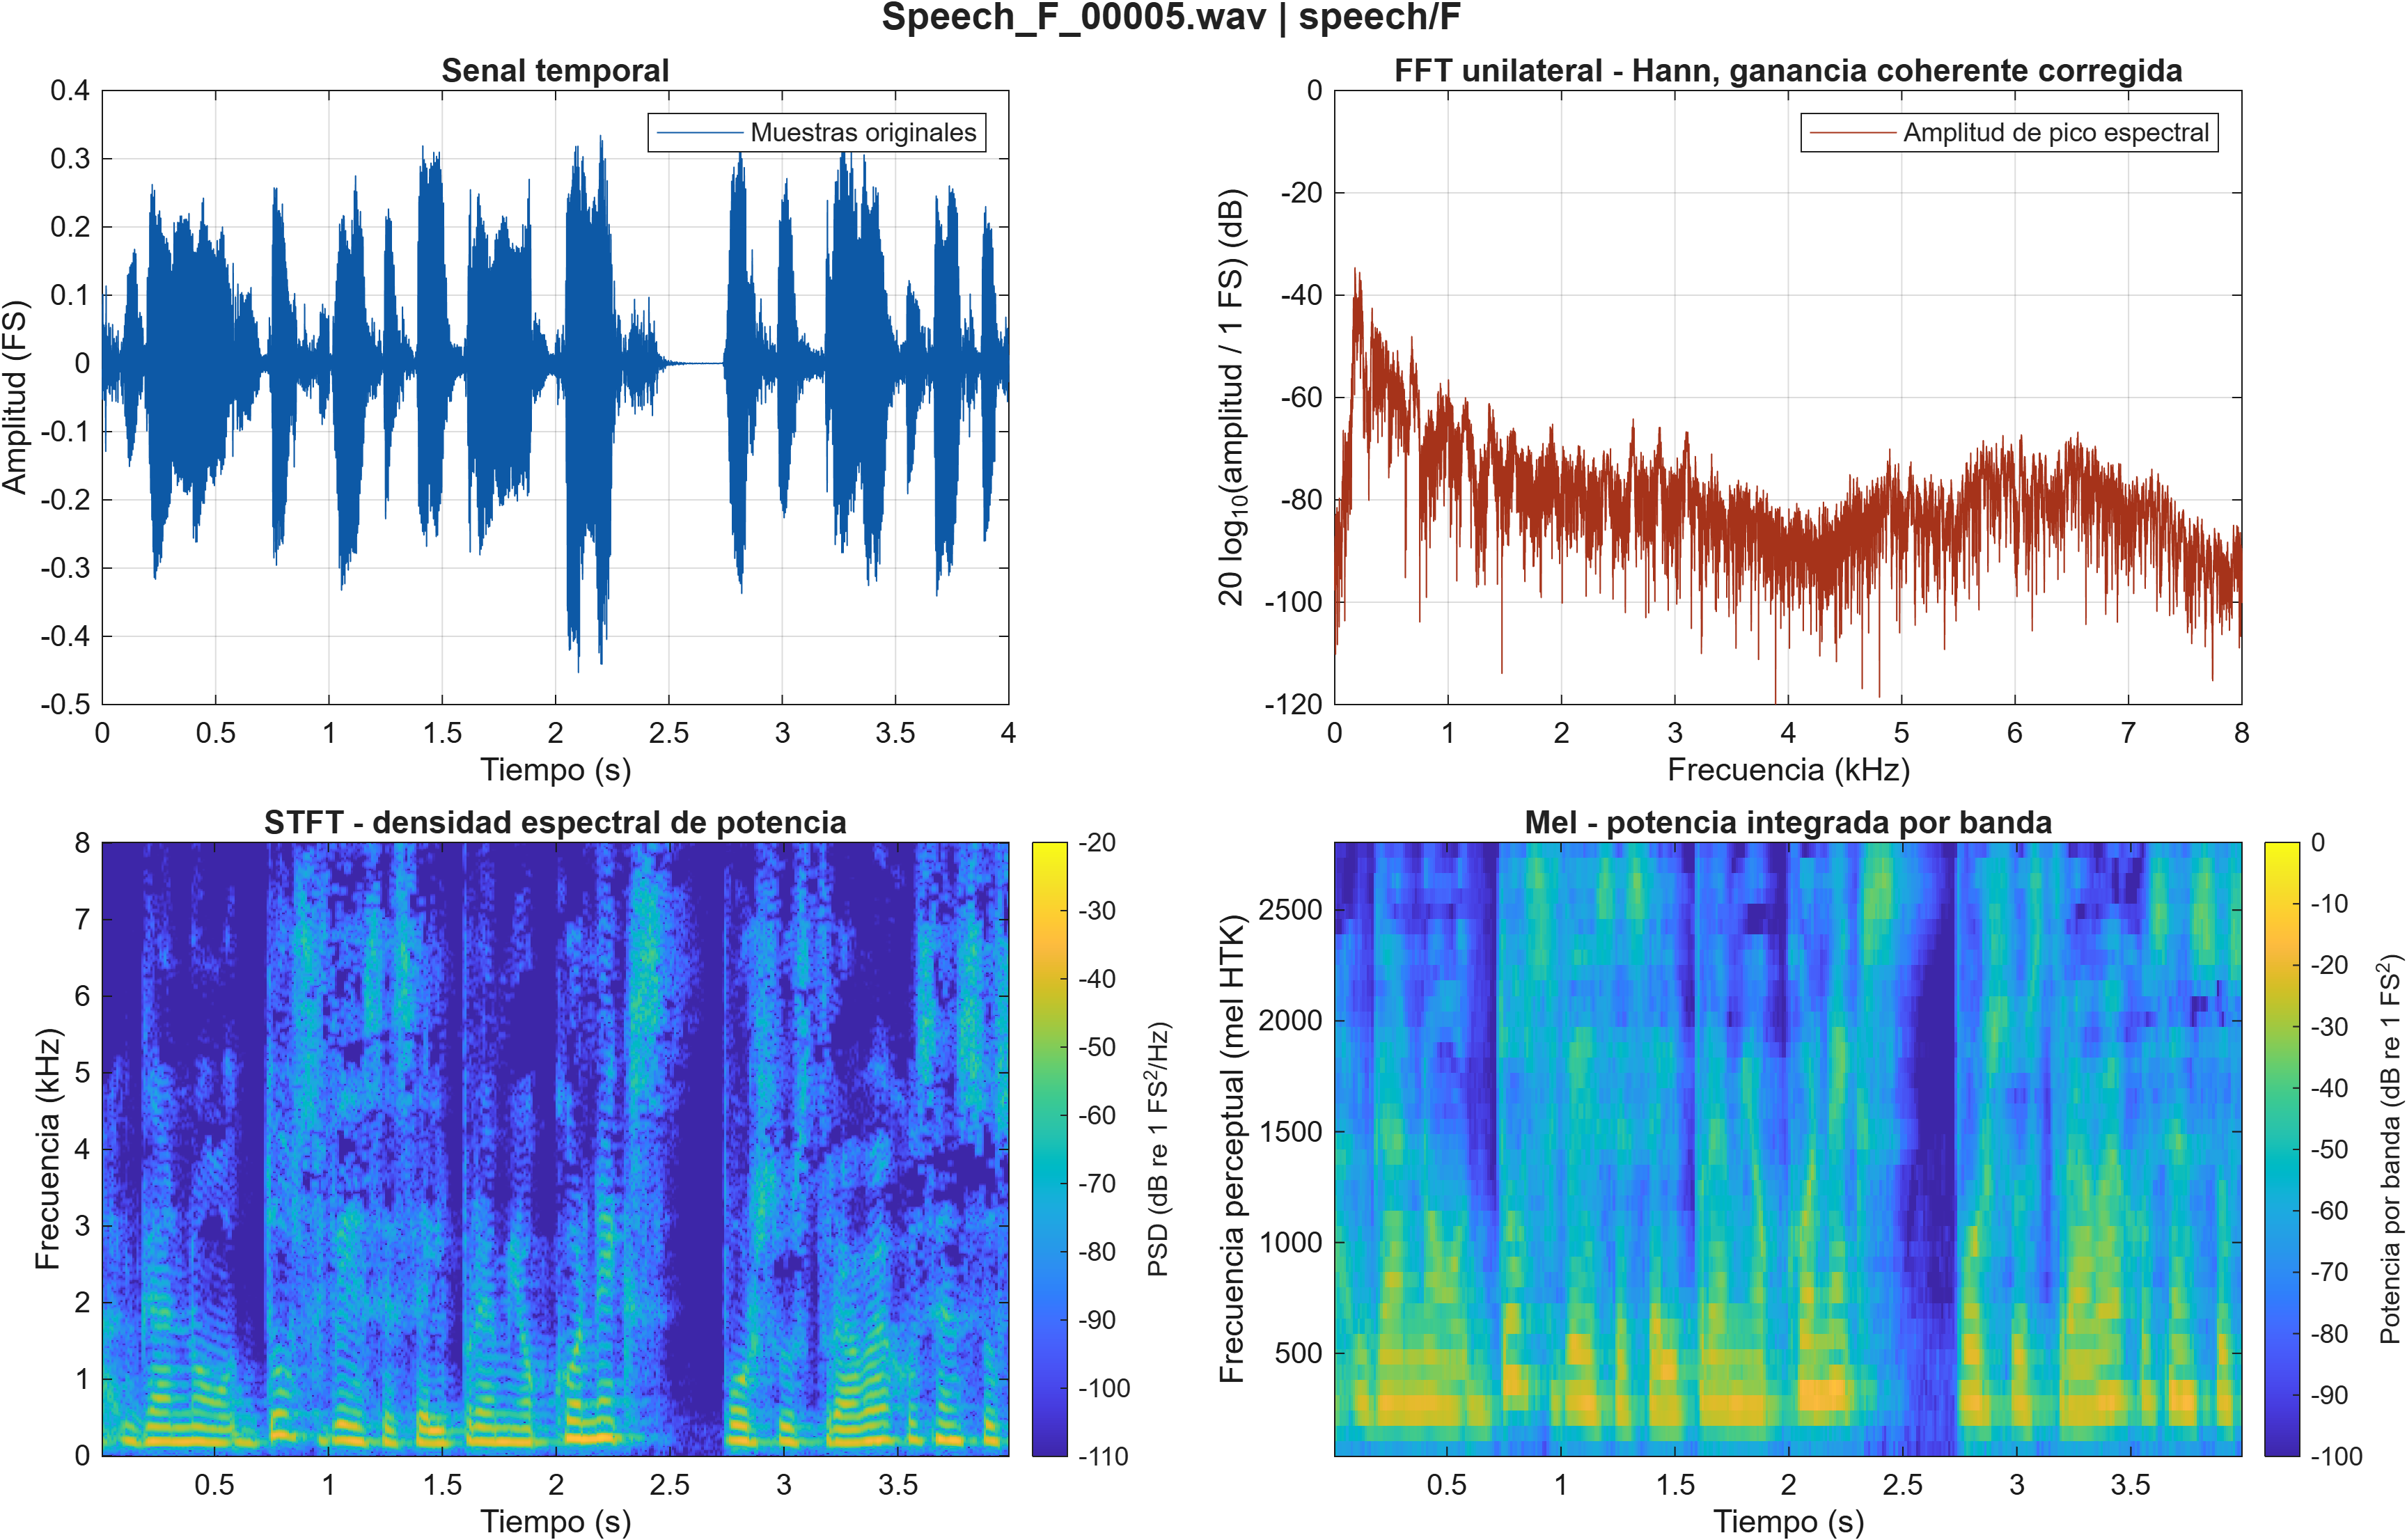 Speech_F_00005.wav | speech/F
Senal temporal
0.4
0.3
0.2
0.1
0
-0.1
-0.2
-0.3
-0.4
-0.5
Amplitud (FS)
Muestras originales
0 0.5 1 1.5 2 2.5 3 3.5 4
Tiempo (s)
FFT unilateral - Hann, ganancia coherente corregida
0
-20
-40
-60
-80
-100
-120
20 log10(amplitud / 1 FS) (dB)
Amplitud de pico espectral
0 1 2 3 4 5 6 7 8
Frecuencia (kHz)
STFT - densidad espectral de potencia
8
7
6
5
4
3
2
1
0
Frecuencia (kHz)
0.5 1 1.5 2 2.5 3 3.5
Tiempo (s)
-20
-30
-40
-50
-60
-70
-80
-90
-100
-110
PSD (dB re 1 FS²/Hz)
Mel - potencia integrada por banda
2500
2000
1500
1000
500
Frecuencia perceptual (mel HTK)
0.5 1 1.5 2 2.5 3 3.5
Tiempo (s)
0
-10
-20
-30
-40
-50
-60
-70
-80
-90
-100
Potencia por banda (dB re 1 FS²)